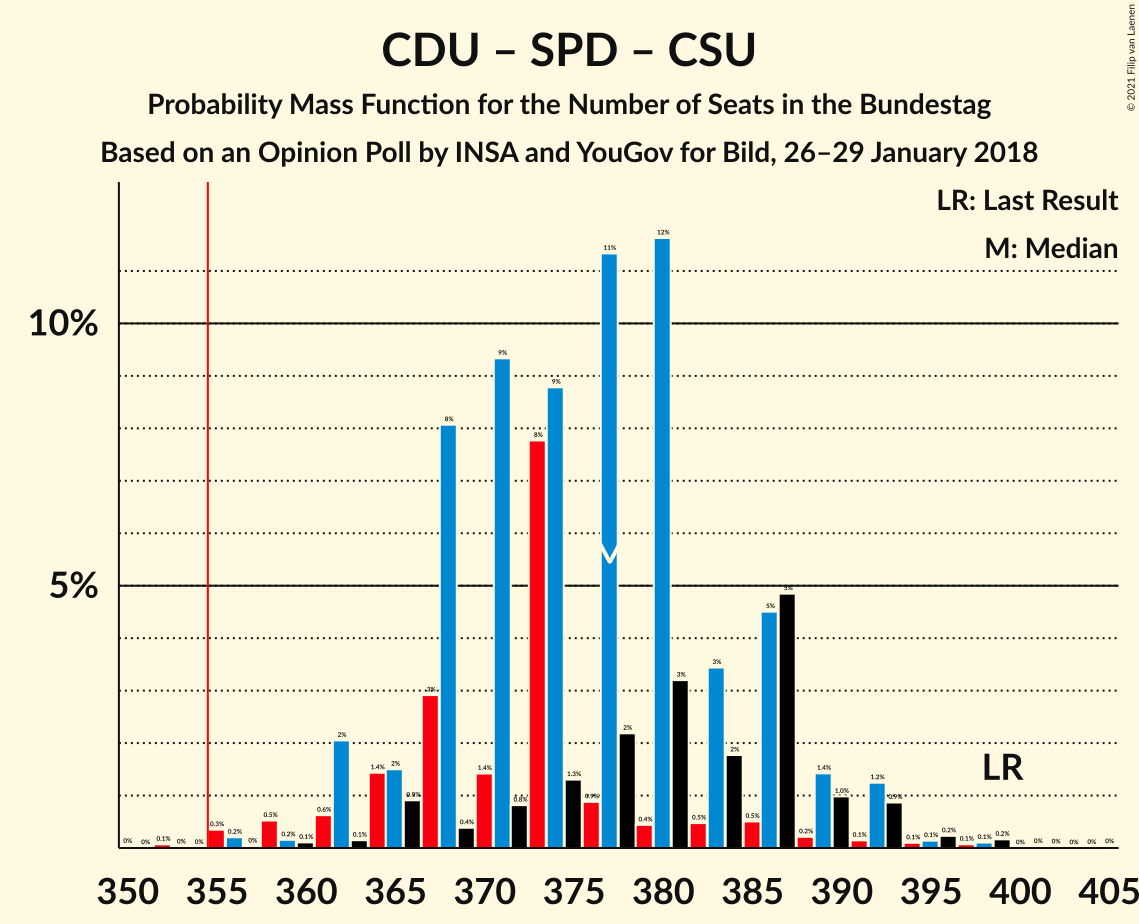 CDU – SPD – CSU
Probability Mass Function for the Number of Seats in the Bundestag
Based on an Opinion Poll by INSA and YouGov for Bild, 26–29 January 2018
© 2021 Filip van Laenen
LR: Last Result
M: Median
10%
5%
0% 0% 0.1% 0% 0% 0.3% 0.2% 0% 0.5% 0.2% 0.1% 0.6% 2% 0.1% 1.4% 2% 0.9% 3% 8% 0.4% 1.4% 9% 0.8% 8% 9% 1.3% 0.9% 11% 2% 0.4% 12% 3% 0.5% 3% 2% 0.5% 5% 5% 0.2% 1.4% 1.0% 0.1% 1.2% 0.9% 0.1% 0.1% 0.2% 0.1% 0.1% 0.2% 0% 0% 0% 0% 0% 0%
M
LR
350 355 360 365 370 375 380 385 390 395 400 405